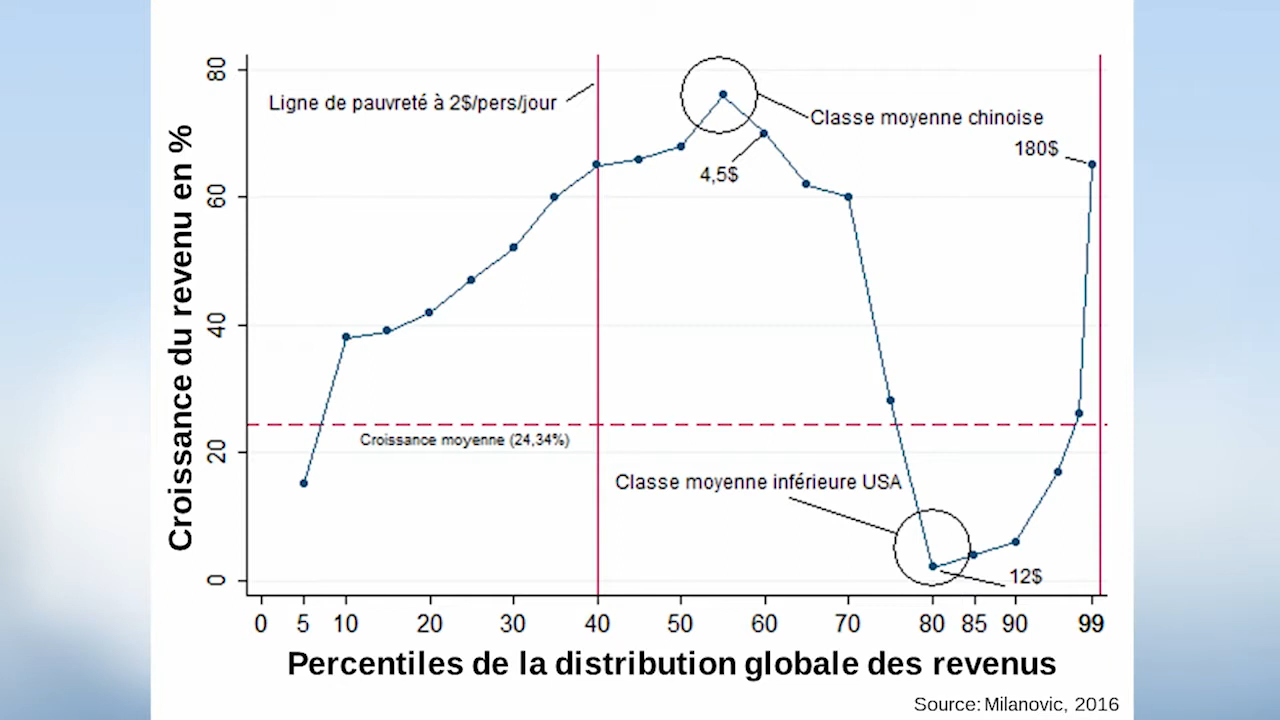 Croissance du revenu en %
80
60
40
20
0
Ligne de pauvreté à 2$/pers/jour
Classe moyenne chinoise
180$
4,5$
Croissance moyenne (24,34%)
Classe moyenne inférieure USA
12$
0 5 10 20 30 40 50 60 70 80 85 90 99
Percentiles de la distribution globale des revenus
Source: Milanovic, 2016